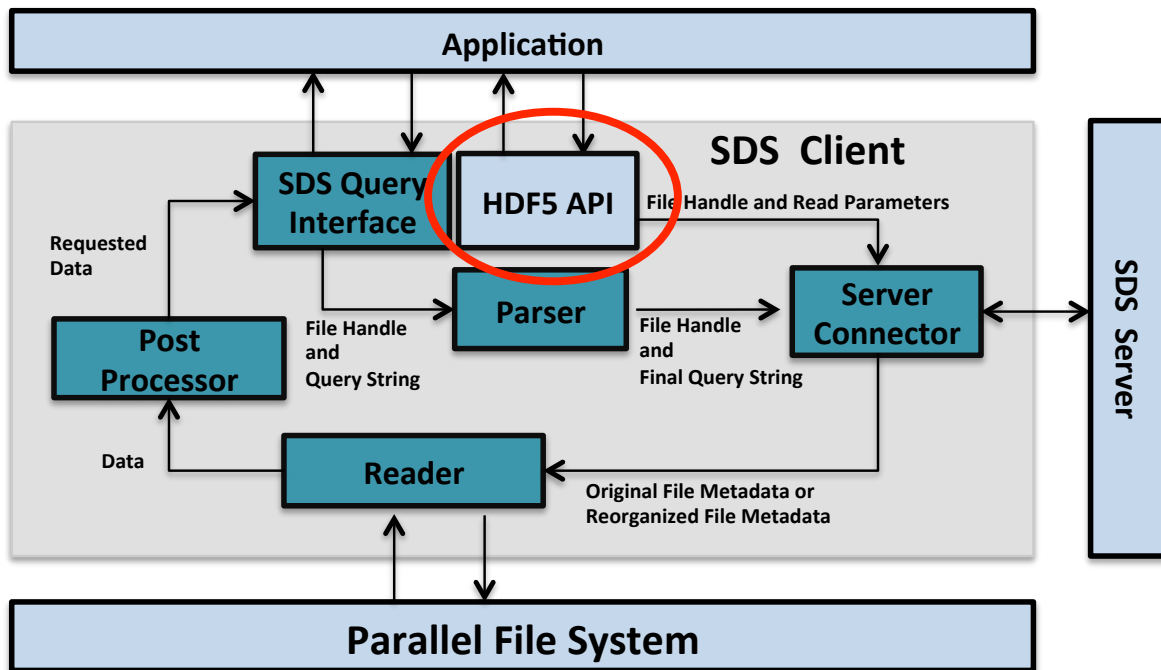 Application
SDS Client
SDS Query
Interface
HDF5 API
File Handle and Read Parameters
Requested
Data
Parser
Server
Connector
SDS Server
Post
Processor
File Handle
and
Query String
File Handle
and
Final Query String
Data
Reader
Original File Metadata or
Reorganized File Metadata
Parallel File System